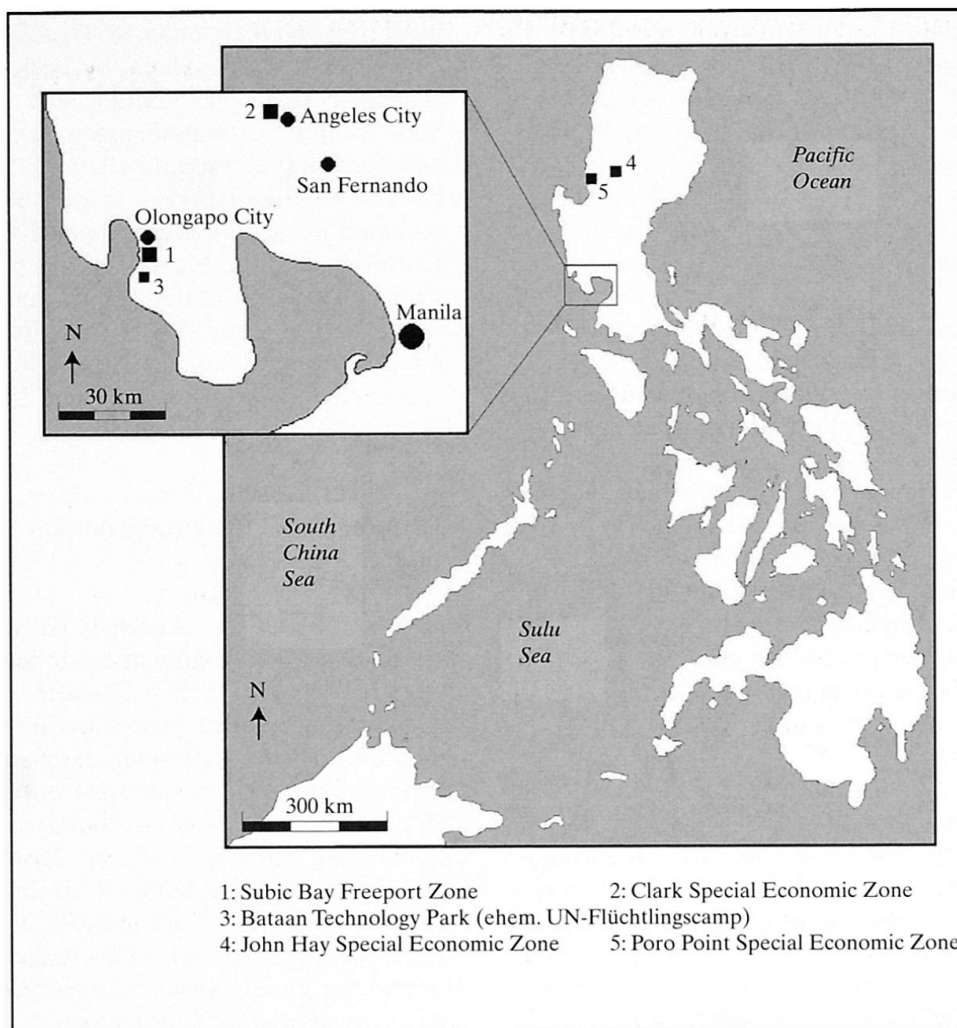 2
Angeles City
San Fernando
Olongapo City
1
3
Manila
N
30 km
Pacific
Ocean
4
5
South
China
Sea
Sulu
Sea
N
300 km
1: Subic Bay Freeport Zone 2: Clark Special Economic Zone
3: Bataan Technology Park (ehem. UN-Flüchtlingscamp)
4: John Hay Special Economic Zone 5: Poro Point Special Economic Zone